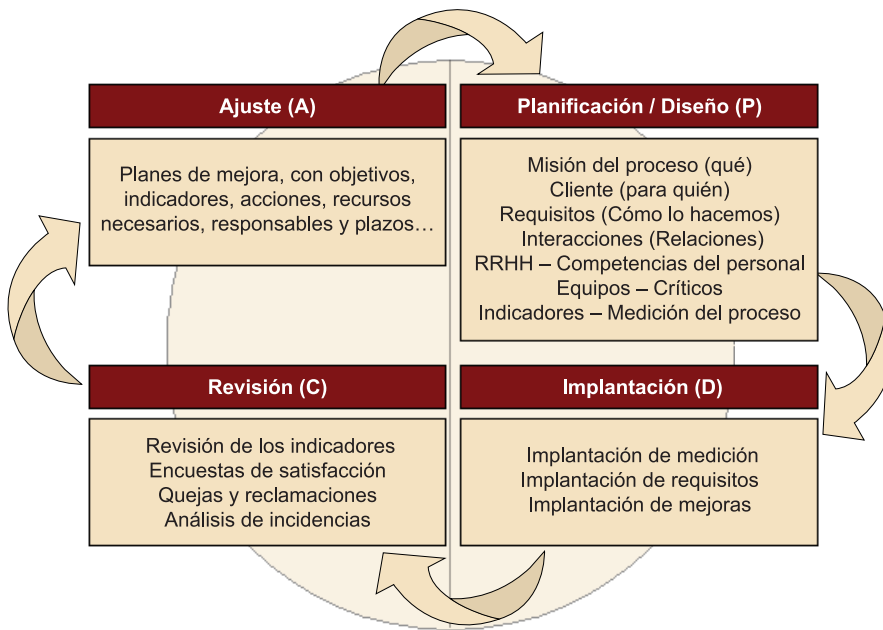 Ajuste (A)
Planes de mejora, con objetivos,
indicadores, acciones, recursos
necesarios, responsables y plazos…
Planificación / Diseño (P)
Misión del proceso (qué)
Cliente (para quién)
Requisitos (Cómo lo hacemos)
Interacciones (Relaciones)
RRHH – Competencias del personal
Equipos – Críticos
Indicadores – Medición del proceso
Revisión (C)
Revisión de los indicadores
Encuestas de satisfacción
Quejas y reclamaciones
Análisis de incidencias
Implantación (D)
Implantación de medición
Implantación de requisitos
Implantación de mejoras